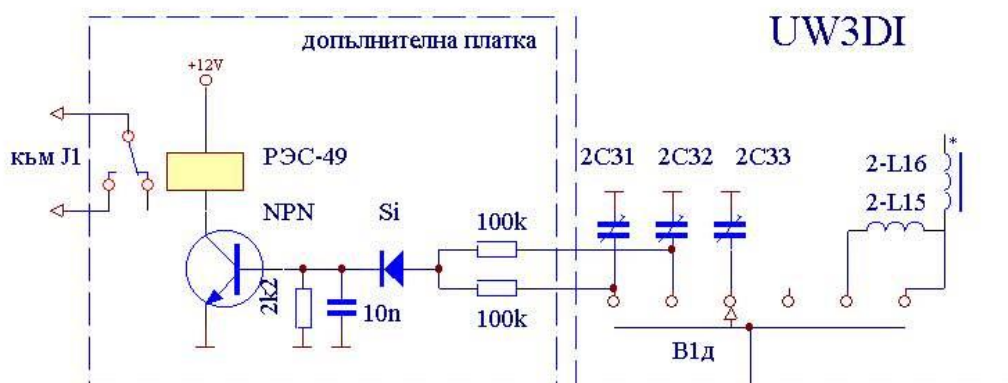 UW3DI
допълнителна платка
+12V
към J1
РЭС-49
2C31
2C32
2C33
2-L16
*
2-L15
NPN
Si
100k
2k2
10n
100k
В1д